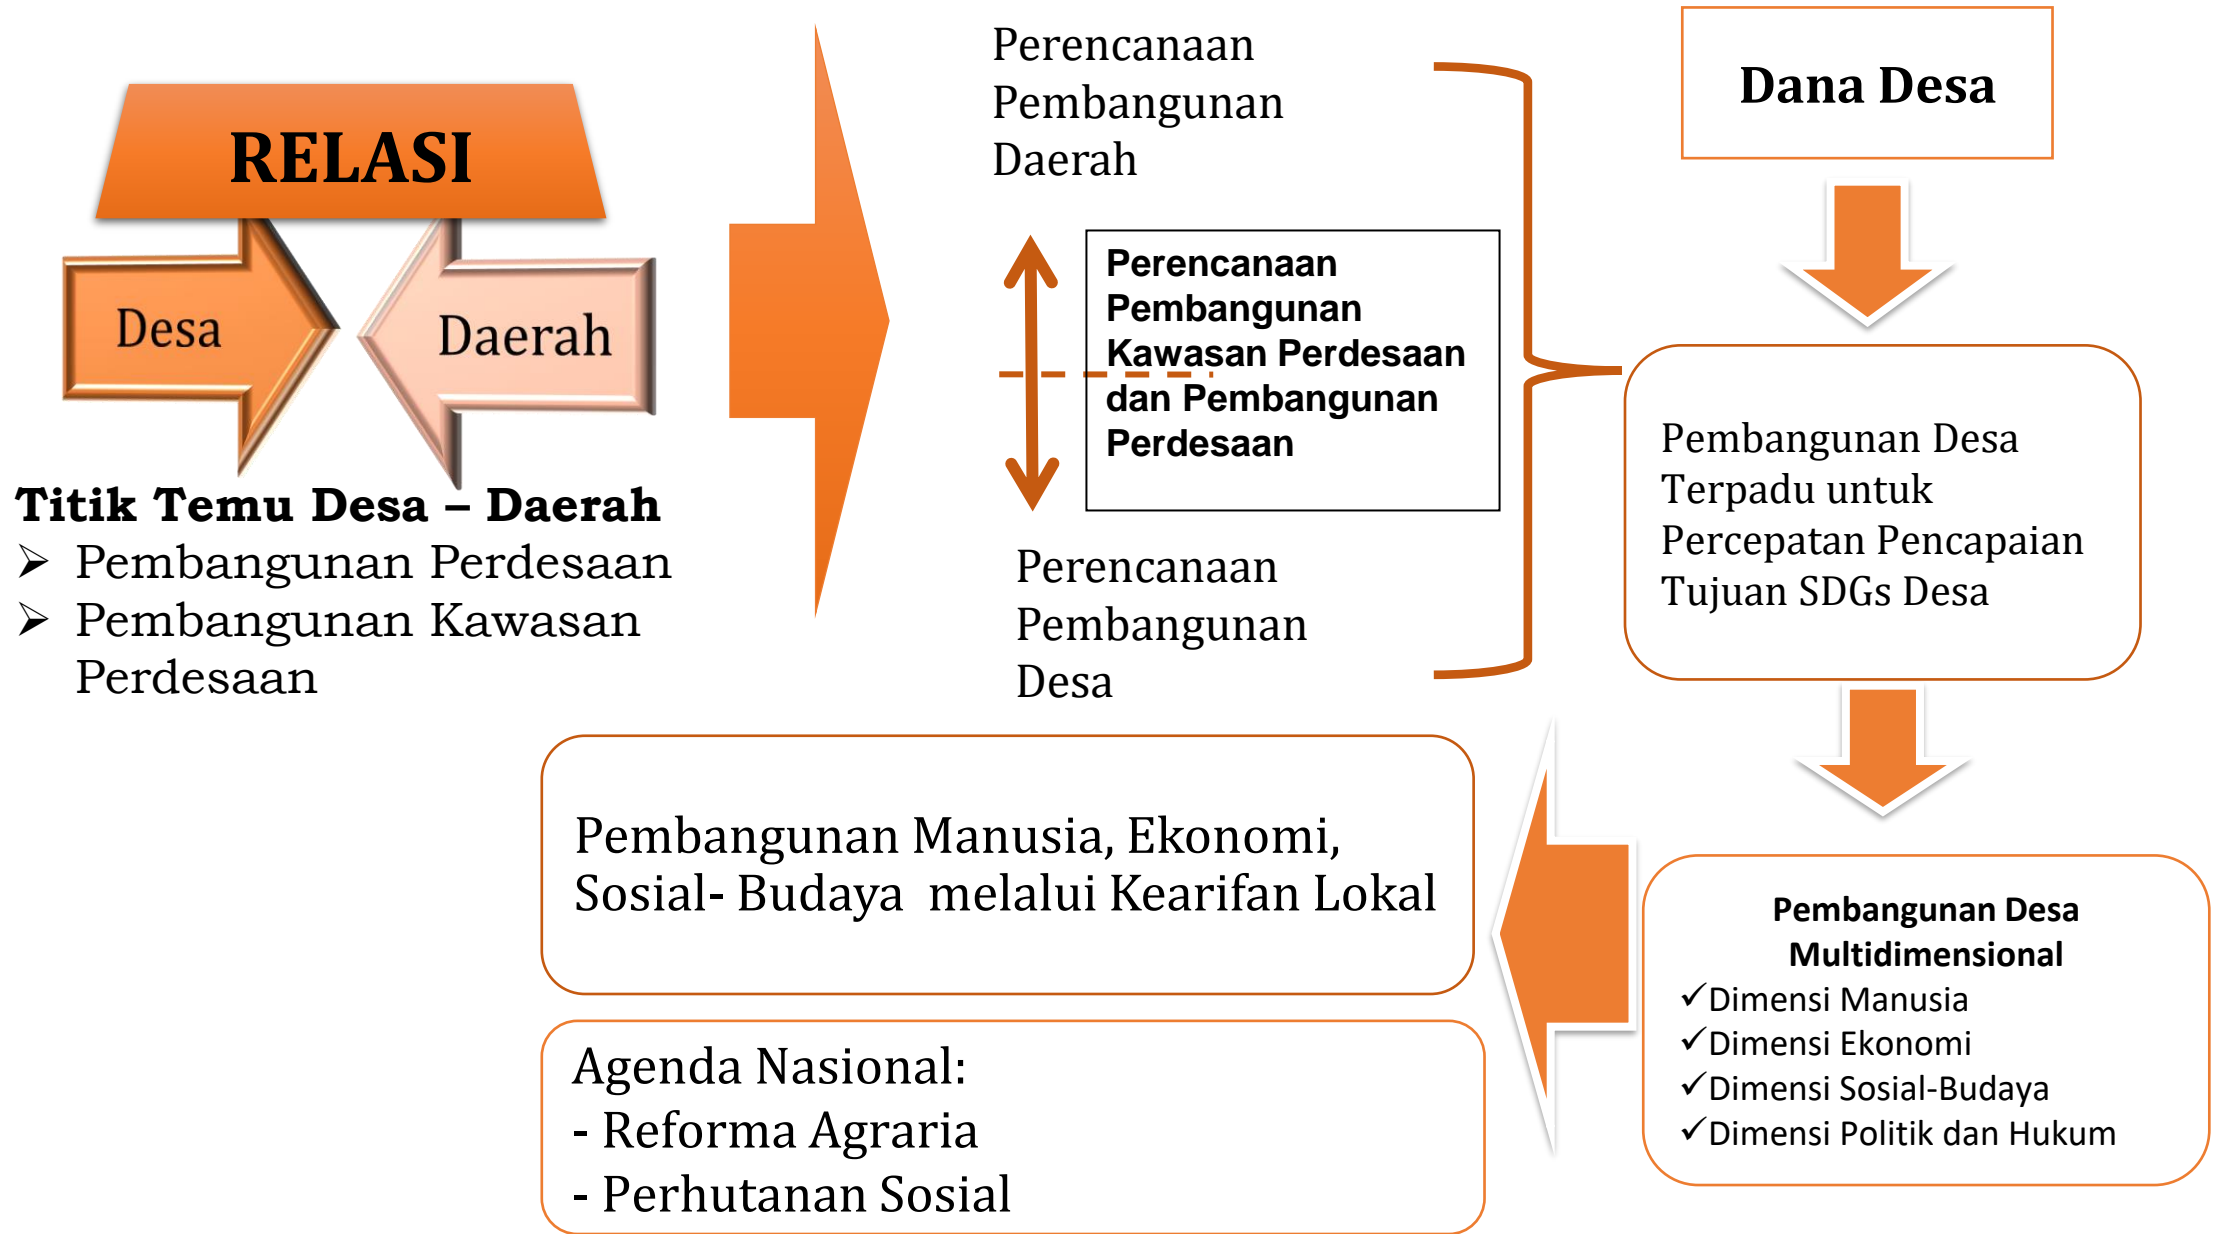 RELASI
Desa
Daerah
Titik Temu Desa – Daerah
➢ Pembangunan Perdesaan
➢ Pembangunan Kawasan
Perdesaan
Perencanaan
Pembangunan
Daerah
Perencanaan
Pembangunan
Kawasan Perdesaan
dan Pembangunan
Perdesaan
Perencanaan
Pembangunan
Desa
Dana Desa
Pembangunan Desa
Terpadu untuk
Percepatan Pencapaian
Tujuan SDGs Desa
Pembangunan Desa
Multidimensional
✓Dimensi Manusia
✓Dimensi Ekonomi
✓Dimensi Sosial-Budaya
✓Dimensi Politik dan Hukum
Pembangunan Manusia, Ekonomi,
Sosial- Budaya  melalui Kearifan Lokal
Agenda Nasional:
- Reforma Agraria
- Perhutanan Sosial